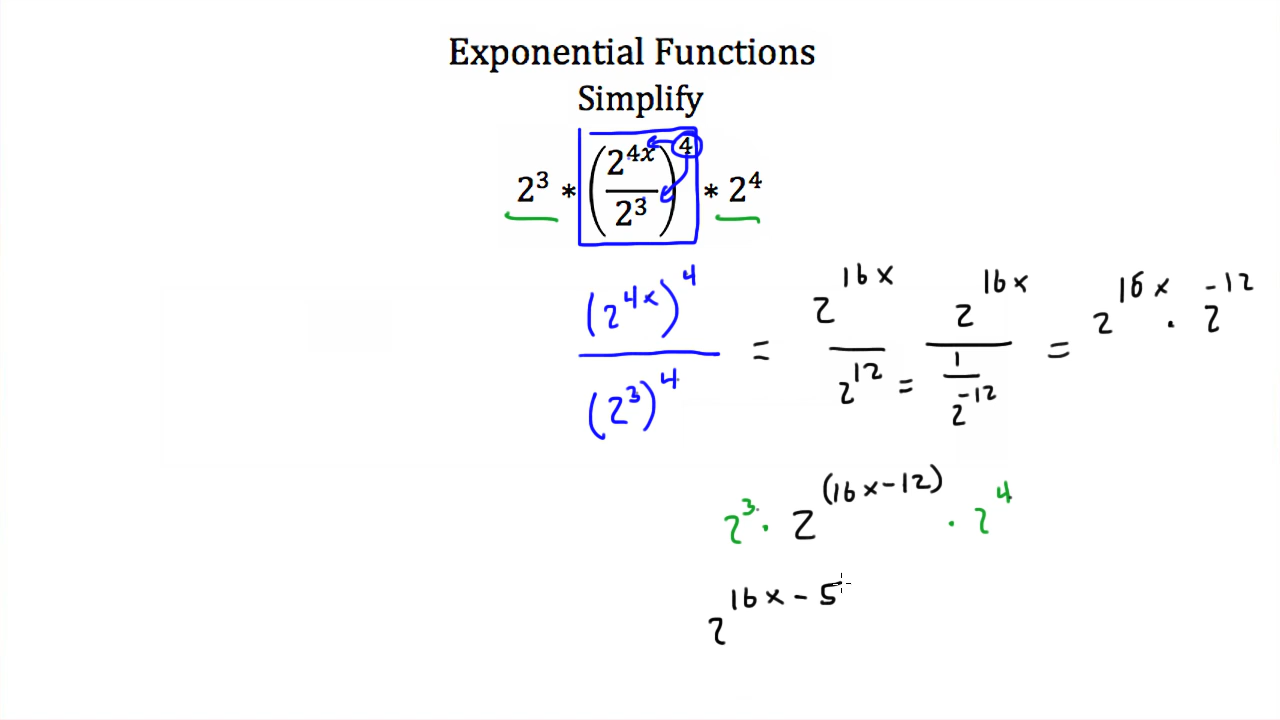 Exponential Functions
Simplify
2^3 * (2^{4x} / 2^3)^4 * 2^4
(2^{4x})^4 / (2^3)^4 = 2^{16x} / 2^{12} = 2^{16x} / (1 / 2^{-12}) = 2^{16x} · 2^{-12}
2^3 · 2^{(16x-12)} · 2^4
2^{16x-5}